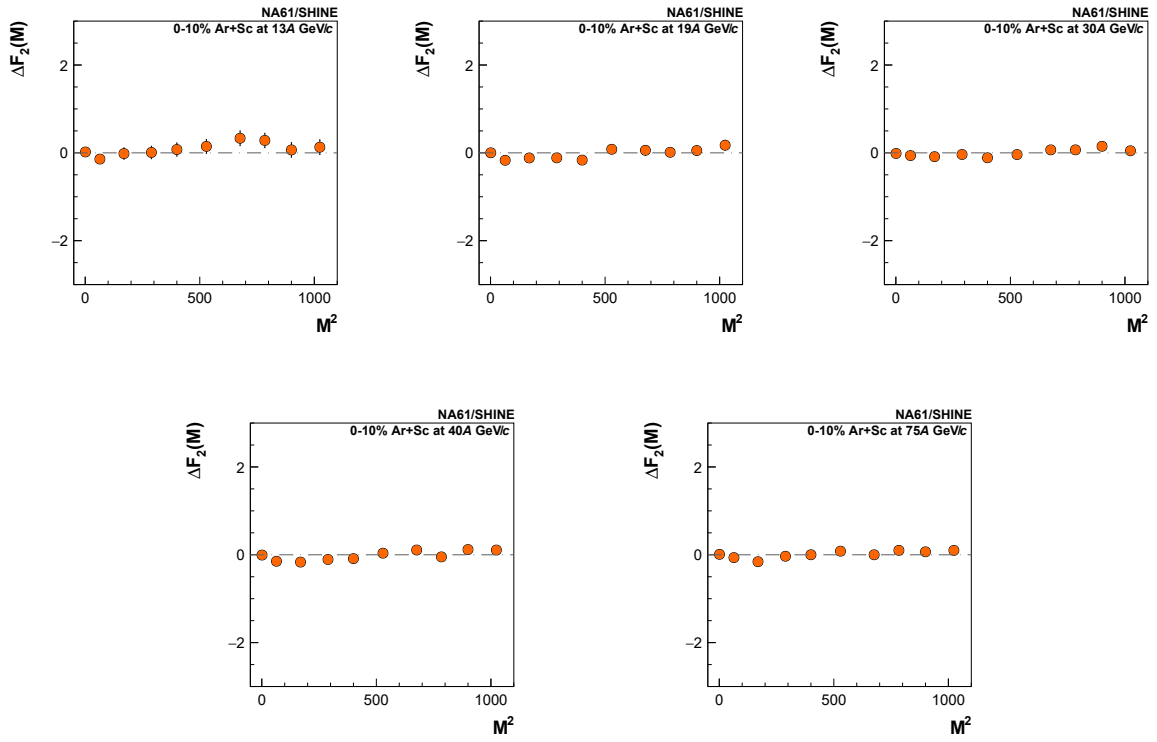 NA61/SHINE
0-10% Ar+Sc at 13A GeV/c
ΔF₂(M)
2
0
−2
0 500 1000
M²
NA61/SHINE
0-10% Ar+Sc at 19A GeV/c
ΔF₂(M)
2
0
−2
0 500 1000
M²
NA61/SHINE
0-10% Ar+Sc at 30A GeV/c
ΔF₂(M)
2
0
−2
0 500 1000
M²
NA61/SHINE
0-10% Ar+Sc at 40A GeV/c
ΔF₂(M)
2
0
−2
0 500 1000
M²
NA61/SHINE
0-10% Ar+Sc at 75A GeV/c
ΔF₂(M)
2
0
−2
0 500 1000
M²